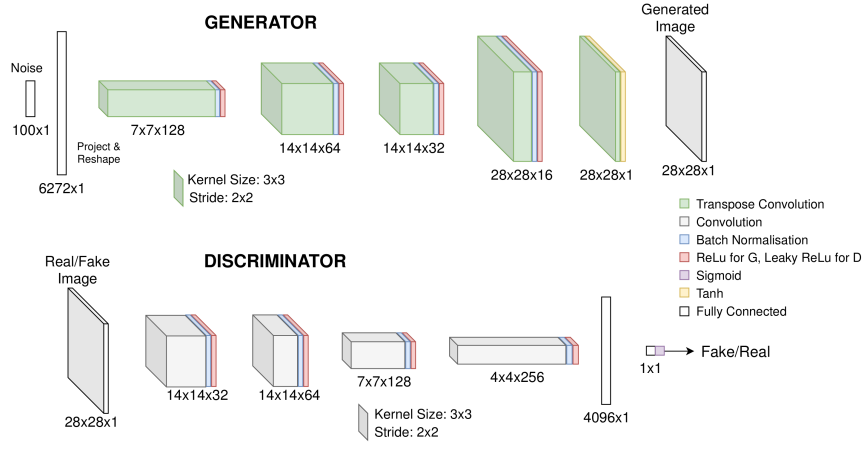 GENERATOR
Generated
Image
Noise
100x1
6272x1
Project &
Reshape
7x7x128
14x14x64
14x14x32
28x28x16
28x28x1
28x28x1
Kernel Size: 3x3
Stride: 2x2
Transpose Convolution
Convolution
Batch Normalisation
ReLu for G, Leaky ReLu for D
Sigmoid
Tanh
Fully Connected
DISCRIMINATOR
Real/Fake
Image
28x28x1
14x14x32
14x14x64
7x7x128
4x4x256
4096x1
1x1
Fake/Real
Kernel Size: 3x3
Stride: 2x2